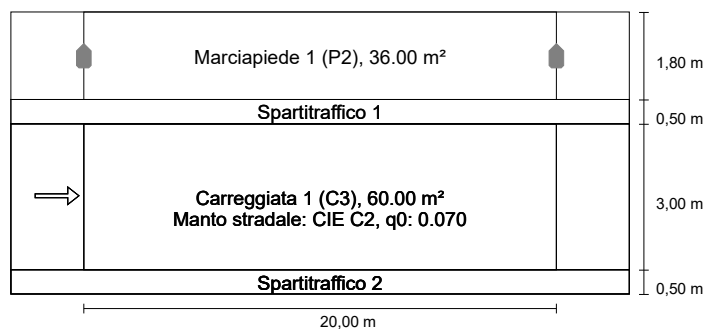 Marciapiede 1 (P2), 36.00 m²
1,80 m
Spartitraffico 1
0,50 m
Carreggiata 1 (C3), 60.00 m²
Manto stradale: CIE C2, q0: 0.070
3,00 m
Spartitraffico 2
0,50 m
20,00 m